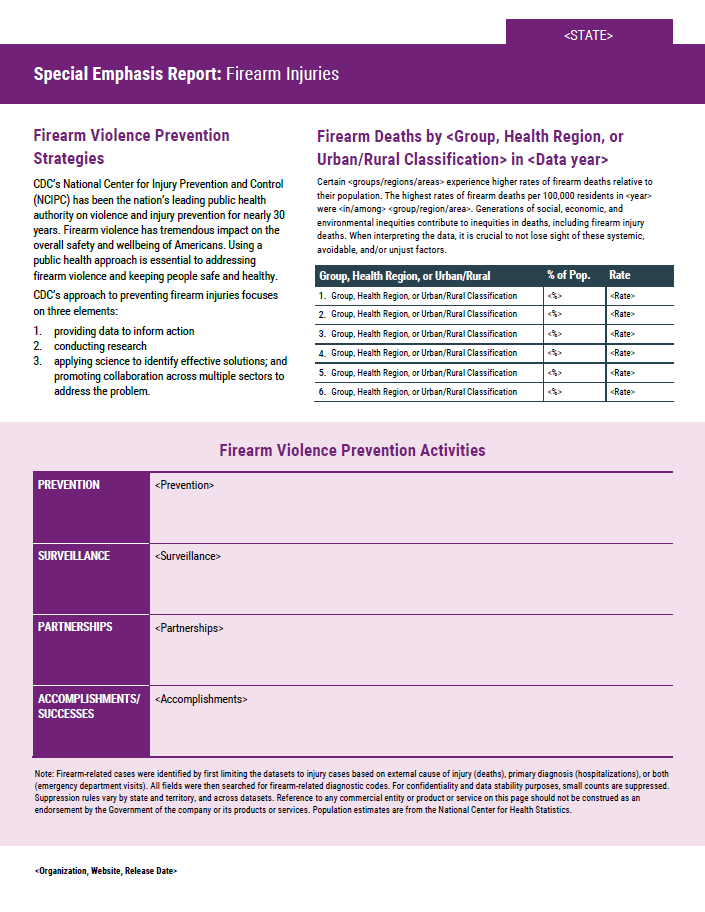 <STATE>
Special Emphasis Report: Firearm Injuries
Firearm Violence Prevention
Strategies
CDC's National Center for Injury Prevention and Control
(NCIPC) has been the nation's leading public health
authority on violence and injury prevention for nearly 30
years. Firearm violence has tremendous impact on the
overall safety and wellbeing of Americans. Using a
public health approach is essential to addressing
firearm violence and keeping people safe and healthy.
CDC's approach to preventing firearm injuries focuses
on three elements:
1. providing data to inform action
2. conducting research
3. applying science to identify effective solutions; and
promoting collaboration across multiple sectors to
address the problem.
Firearm Deaths by <Group, Health Region, or
Urban/Rural Classification> in <Data year>
Certain <groups/regions/areas> experience higher rates of firearm deaths relative to
their population. The highest rates of firearm deaths per 100,000 residents in <year>
were <in/among> <group/region/area>. Generations of social, economic, and
environmental inequities contribute to inequities in deaths, including firearm injury
deaths. When interpreting the data, it is crucial to not lose sight of these systemic,
avoidable, and/or unjust factors.
Group, Health Region, or Urban/Rural % of Pop. Rate
1. Group, Health Region, or Urban/Rural Classification <%> <Rate>
2. Group, Health Region, or Urban/Rural Classification <%> <Rate>
3. Group, Health Region, or Urban/Rural Classification <%> <Rate>
4. Group, Health Region, or Urban/Rural Classification <%> <Rate>
5. Group, Health Region, or Urban/Rural Classification <%> <Rate>
6. Group, Health Region, or Urban/Rural Classification <%> <Rate>
Firearm Violence Prevention Activities
PREVENTION <Prevention>
SURVEILLANCE <Surveillance>
PARTNERSHIPS <Partnerships>
ACCOMPLISHMENTS/ <Accomplishments>
SUCCESSES
Note: Firearm-related cases were identified by first limiting the datasets to injury cases based on external cause of injury (deaths), primary diagnosis (hospitalizations), or both
(emergency department visits). All fields were then searched for firearm-related diagnostic codes. For confidentiality and data stability purposes, small counts are suppressed.
Suppression rules vary by state and territory, and across datasets. Reference to any commercial entity or product or service on this page should not be construed as an
endorsement by the Government of the company or its products or services. Population estimates are from the National Center for Health Statistics.
<Organization, Website, Release Date>